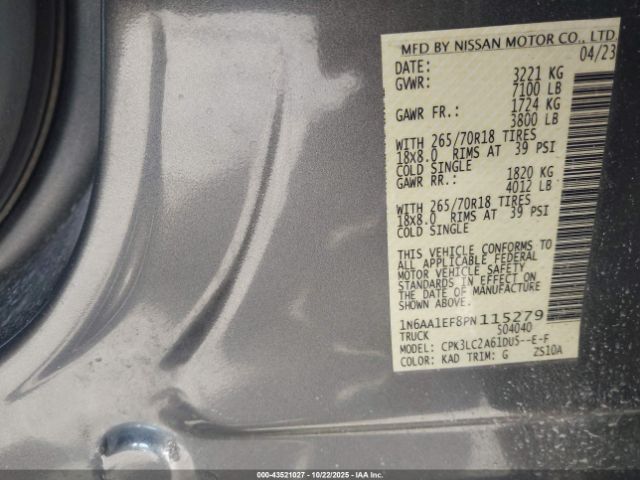 MFD BY NISSAN MOTOR CO., LTD.
DATE: 04/23
GVWR: 3221 KG
7100 LB
GAWR FR.: 1724 KG
3800 LB
WITH 265/70R18 TIRES
18X8.0 RIMS AT 39 PSI
COLD SINGLE
GAWR RR.: 1820 KG
4012 LB
WITH 265/70R18 TIRES
18X8.0 RIMS AT 39 PSI
COLD SINGLE
THIS VEHICLE CONFORMS TO
ALL APPLICABLE FEDERAL
MOTOR VEHICLE SAFETY
STANDARDS IN EFFECT ON
THE DATE OF MANUFACTURE
SHOWN ABOVE.
1N6AA1EF8PN115279
TRUCK S04040
MODEL: CPK3LC2A61DUS--E-F
COLOR: KAD TRIM: G ZS10A
00-43521027 - 10/22/2025 - IAA Inc.